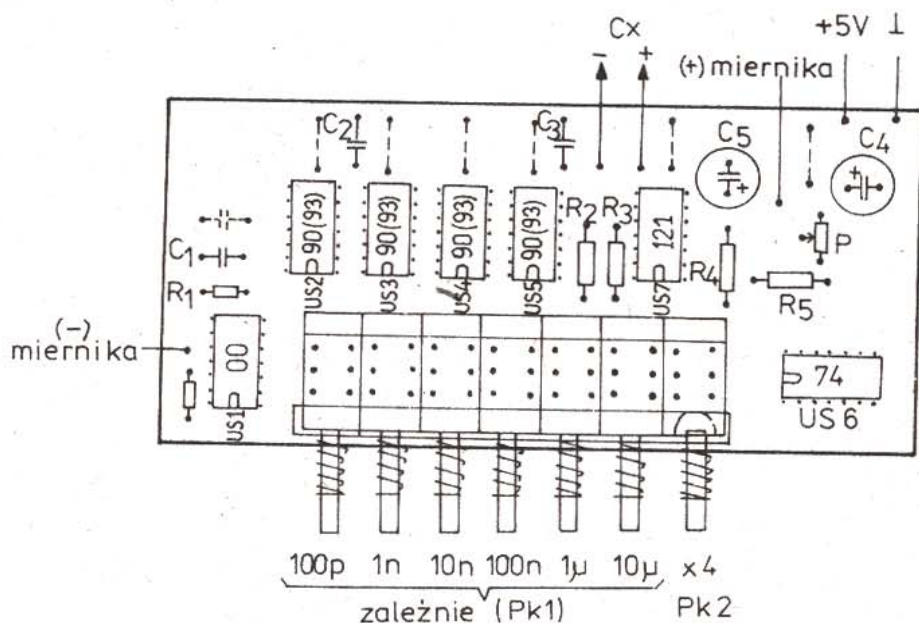 +5V ⊥
Cx
- +
(+) miernika
C2
C3
C5
C4
90(93)
90(93)
90(93)
90(93)
R2
R3
121
P
C1
US2
US3
US4
US5
US7
R4
R5
R1
(-)
miernika
00
US1
74
US6
100p 1n 10n 100n 1µ 10µ x4
zależnie (Pk1)
Pk2